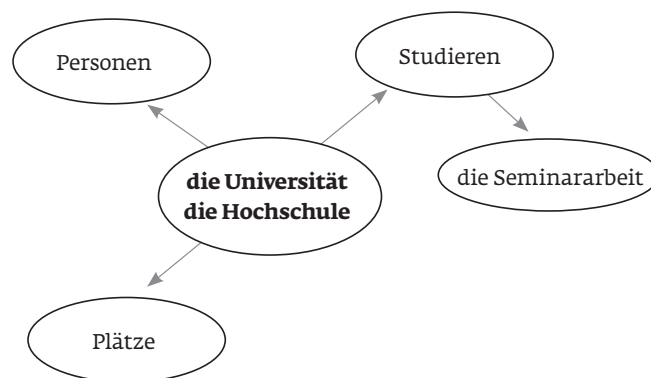 Personen
Studieren
die Universität
die Hochschule
die Seminararbeit
Plätze